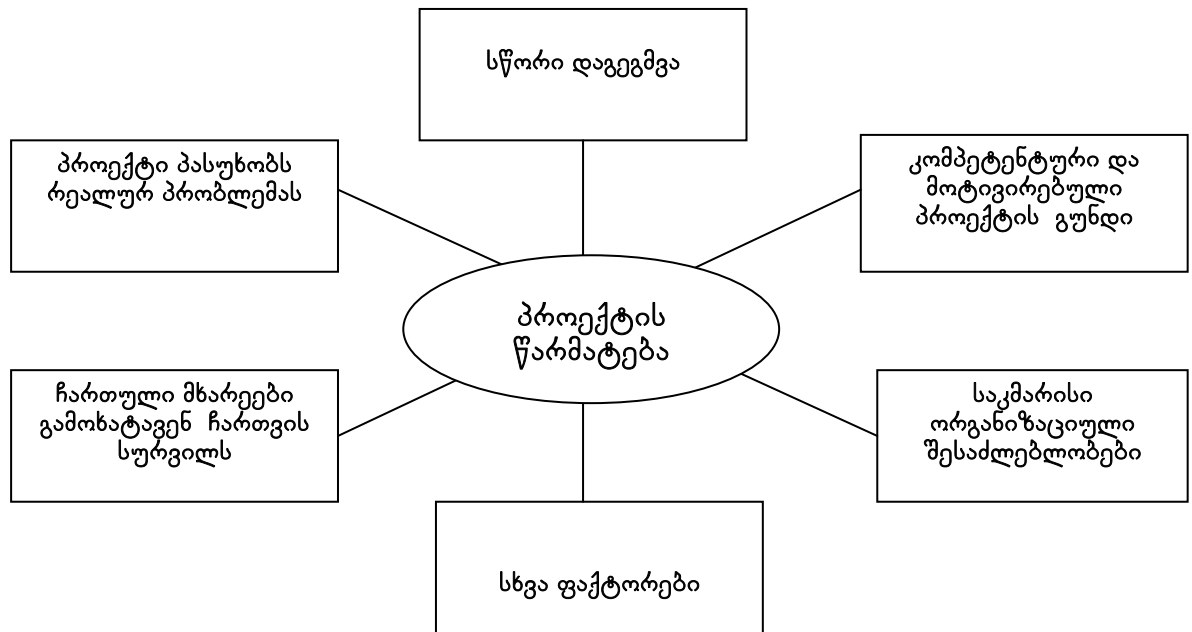 სწორი დაგეგმვა
პროექტი პასუხობს
რეალურ პრობლემას
კომპეტენტური და
მოტივირებული
პროექტის გუნდი
პროექტის
წარმატება
ჩართული მხარეები
გამოხატავენ ჩართვის
სურვილს
საკმარისი
ორგანიზაციული
შესაძლებლობები
სხვა ფაქტორები